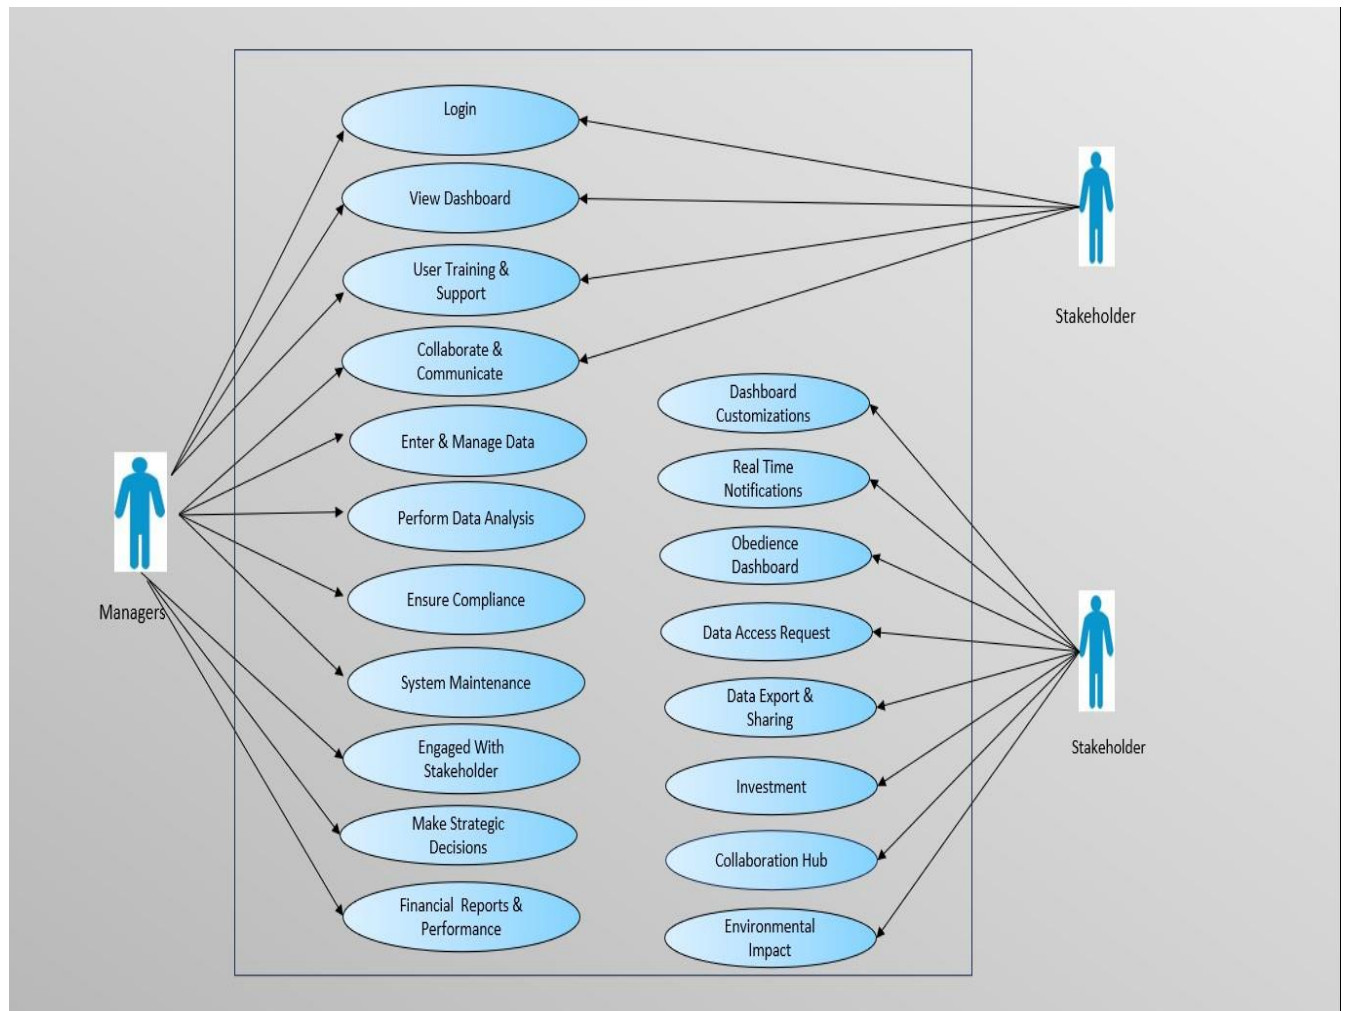 Login
View Dashboard
User Training &
Support
Collaborate &
Communicate
Enter & Manage Data
Perform Data Analysis
Ensure Compliance
System Maintenance
Engaged With
Stakeholder
Make Strategic
Decisions
Financial Reports &
Performance
Dashboard
Customizations
Real Time
Notifications
Obedience
Dashboard
Data Access Request
Data Export &
Sharing
Investment
Collaboration Hub
Environmental
Impact
Managers
Stakeholder
Stakeholder